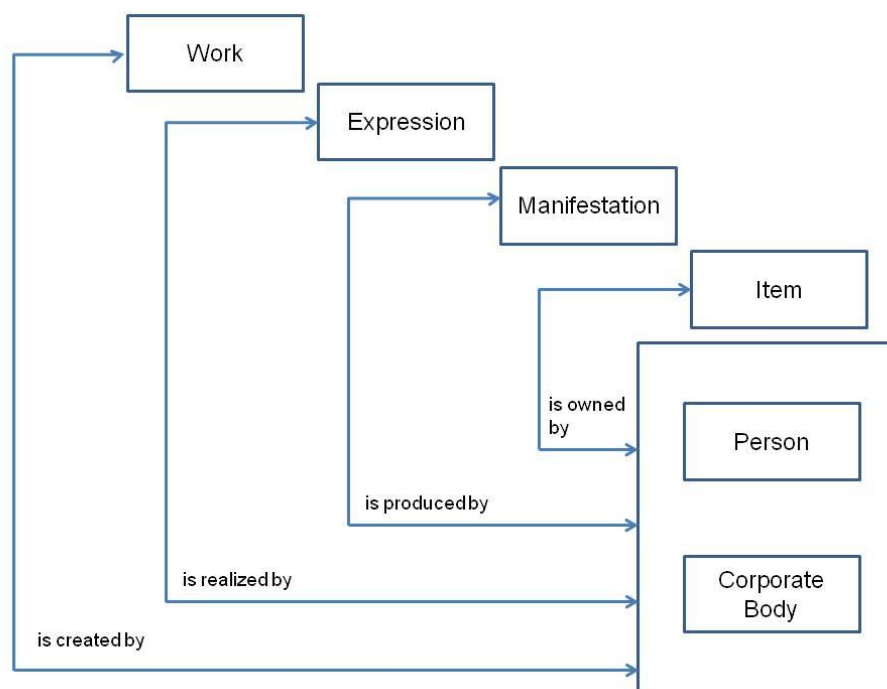 Work
Expression
Manifestation
Item
is owned
by
Person
is produced by
is realized by
Corporate
Body
is created by